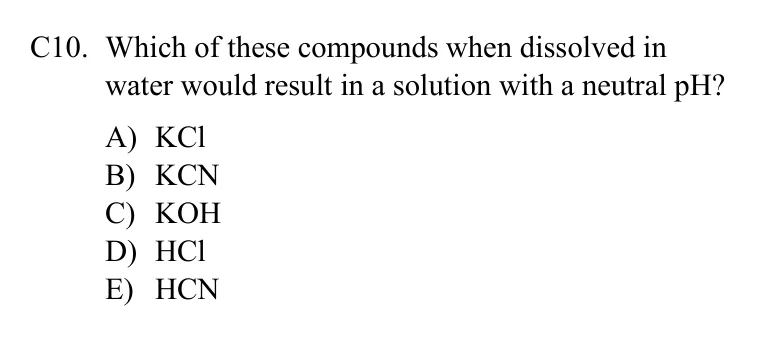 C10. Which of these compounds when dissolved in
water would result in a solution with a neutral pH?
A) KCl
B) KCN
C) KOH
D) HCl
E) HCN